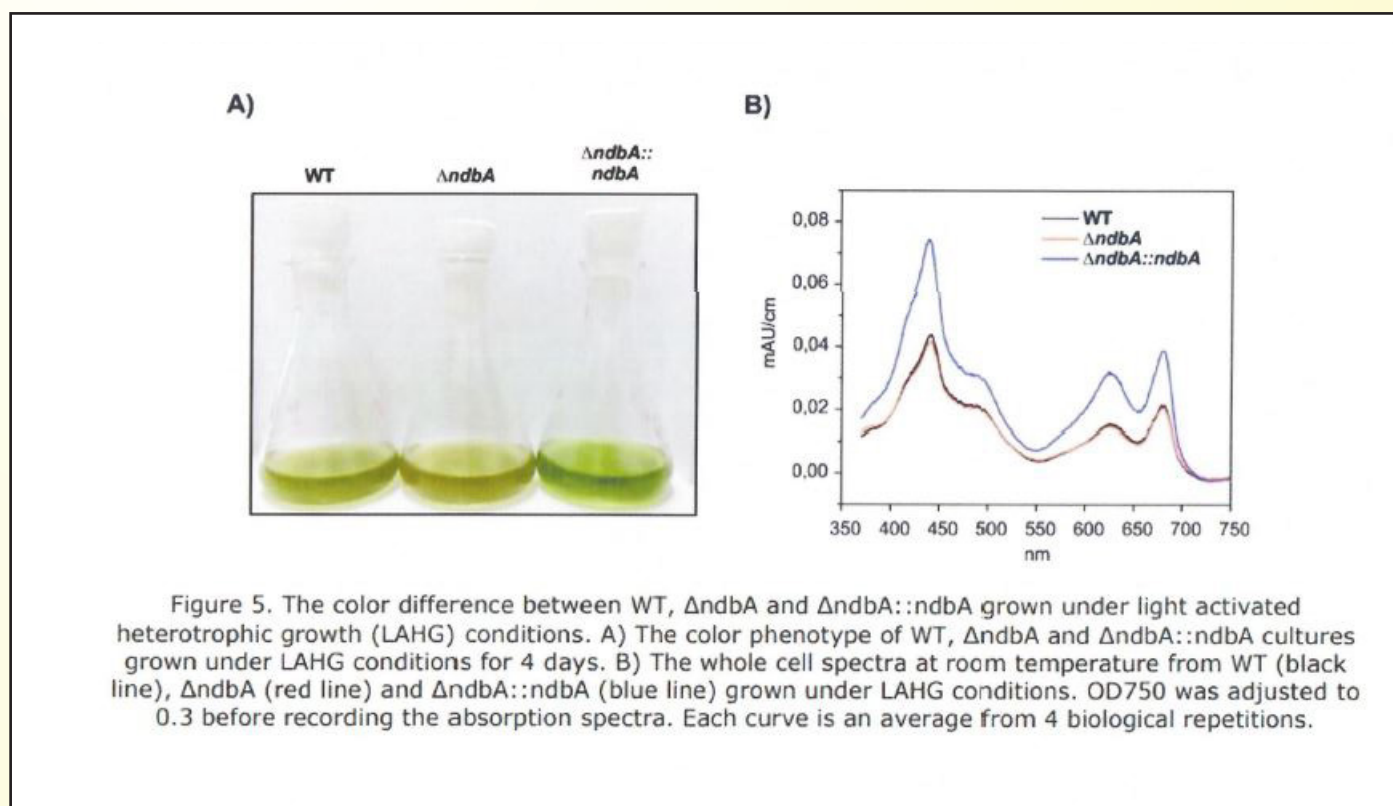 A)
WT
ΔndbA
ΔndbA::
ndbA
B)
mAU/cm
0,08
0,06
0,04
0,02
0,00
WT
ΔndbA
ΔndbA::ndbA
350 400 450 500 550 600 650 700 750
nm
Figure 5. The color difference between WT, ΔndbA and ΔndbA::ndbA grown under light activated
heterotrophic growth (LAHG) conditions. A) The color phenotype of WT, ΔndbA and ΔndbA::ndbA cultures
grown under LAHG conditions for 4 days. B) The whole cell spectra at room temperature from WT (black
line), ΔndbA (red line) and ΔndbA::ndbA (blue line) grown under LAHG conditions. OD750 was adjusted to
0.3 before recording the absorption spectra. Each curve is an average from 4 biological repetitions.